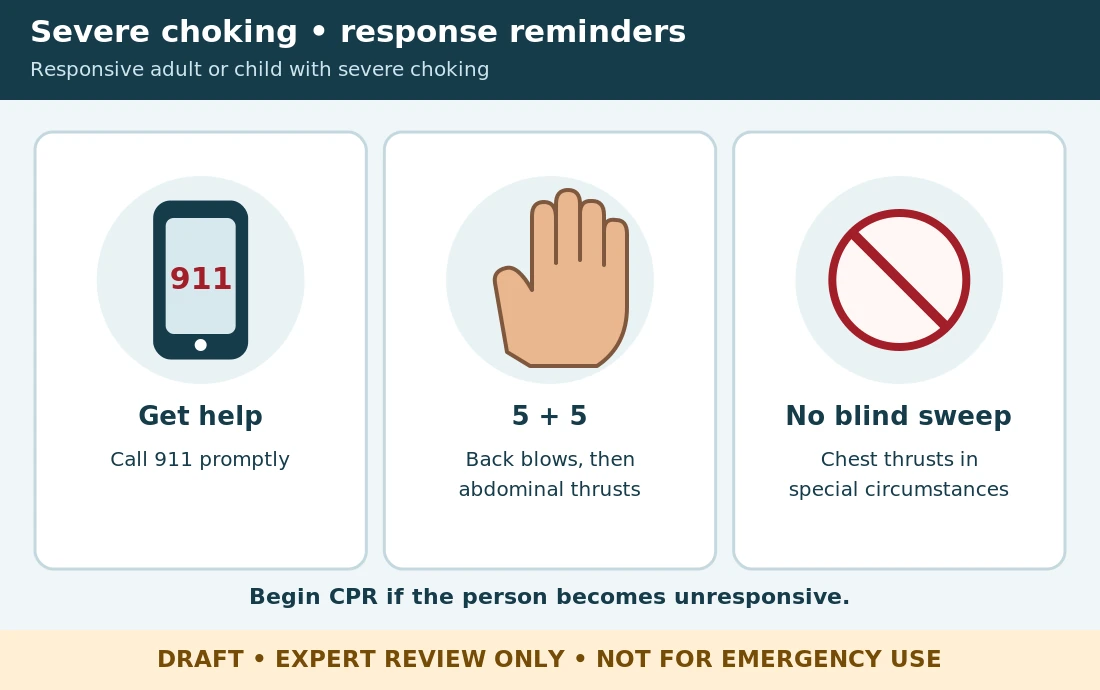 Severe choking • response reminders
Responsive adult or child with severe choking
911
Get help
Call 911 promptly
5 + 5
Back blows, then
abdominal thrusts
No blind sweep
Chest thrusts in
special circumstances
Begin CPR if the person becomes unresponsive.
DRAFT • EXPERT REVIEW ONLY • NOT FOR EMERGENCY USE